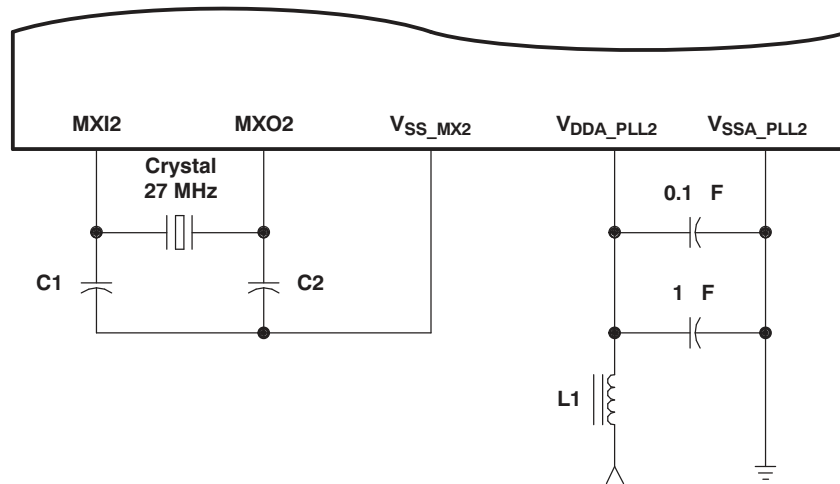 MXI2 MXO2 VSS_MX2 VDDA_PLL2 VSSA_PLL2
Crystal
27 MHz
0.1 F
C1
C2
1 F
L1